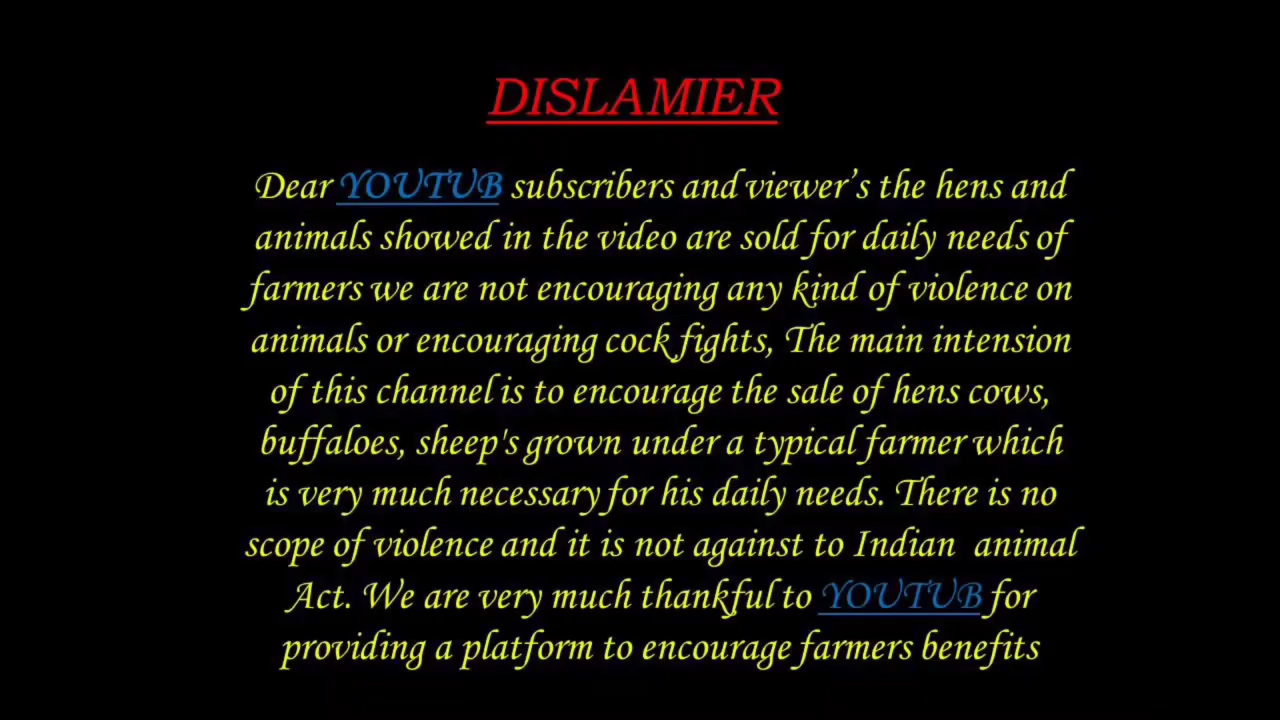 DISLAMIER
Dear YOUTUB subscribers and viewer’s the hens and
animals showed in the video are sold for daily needs of
farmers we are not encouraging any kind of violence on
animals or encouraging cock fights, The main intension
of this channel is to encourage the sale of hens cows,
buffaloes, sheep's grown under a typical farmer which
is very much necessary for his daily needs. There is no
scope of violence and it is not against to Indian animal
Act. We are very much thankful to YOUTUB for
providing a platform to encourage farmers benefits